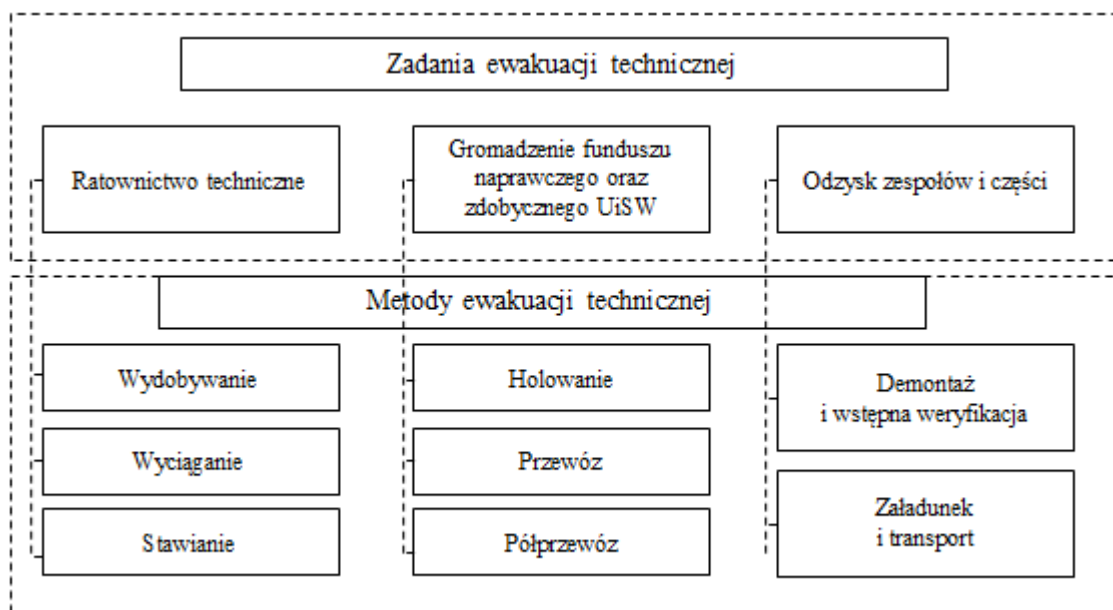 Zadania ewakuacji technicznej
Ratownictwo techniczne
Gromadzenie funduszu
naprawczego oraz
zdobycznego UiSW
Odzysk zespołów i części
Metody ewakuacji technicznej
Wydobywanie
Wyciąganie
Stawianie
Holowanie
Przewóz
Półprzewóz
Demontaż
i wstępna weryfikacja
Załadunek
i transport